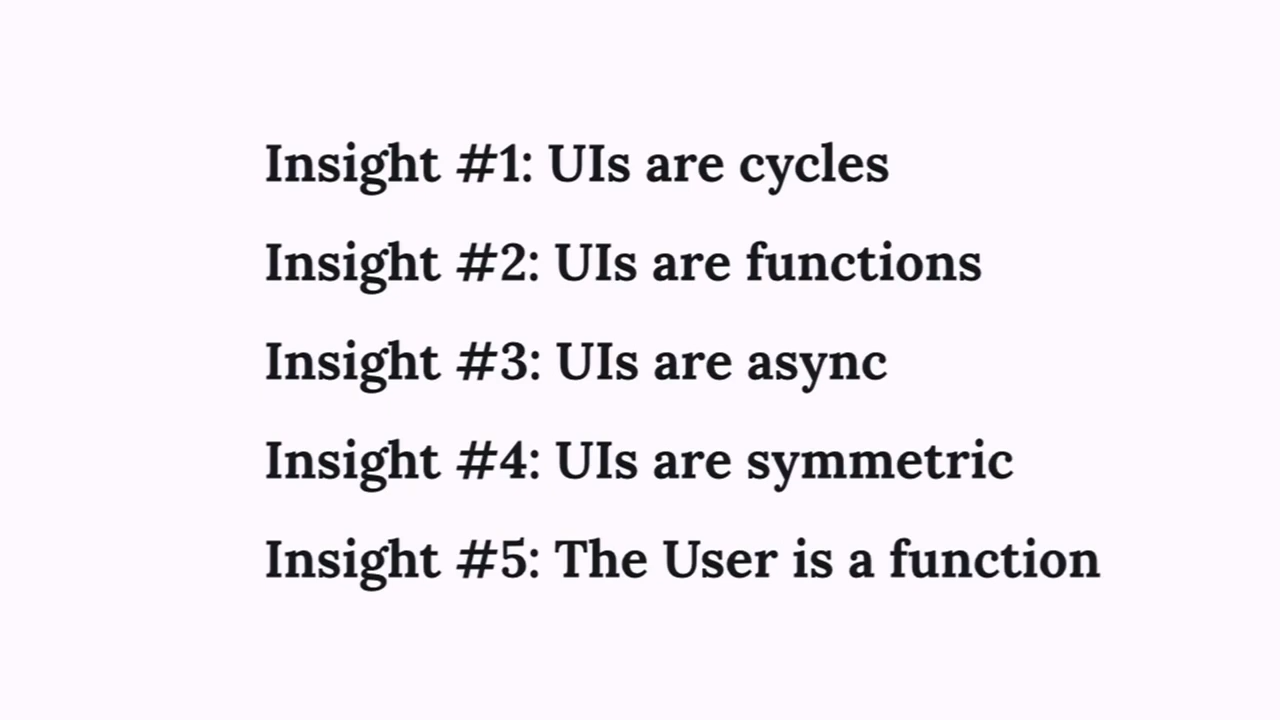 Insight #1: UIs are cycles
Insight #2: UIs are functions
Insight #3: UIs are async
Insight #4: UIs are symmetric
Insight #5: The User is a function